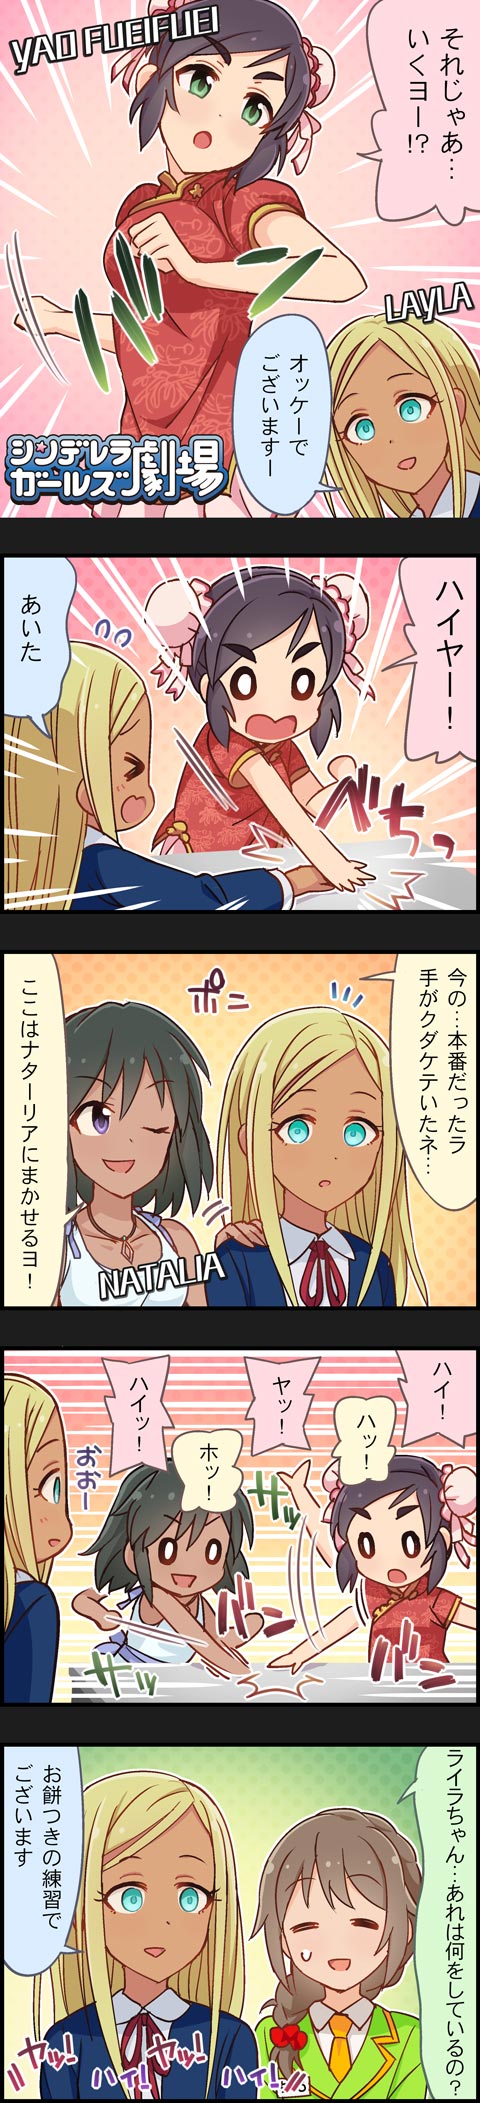 YAO FUEIFUEI
それじゃあ…
いくヨー!?
LAYLA
オッケーで
ございますー
シンデレラ
ガールズ劇場
ハイヤー！
あいた
べちっ
今の…本番だったラ
手がクダケテいたネ…
ポニ
ここはナターリアにまかせるヨ！
NATALIA
ハイ！
ハッ！
ヤッ！
ホッ！
ハイッ！
おおー
サッ
バン
バン
サッ
ライラちゃん…あれは何をしているの？
お餅つきの練習で
ございます
ヤッ！
ハイ！
ヤッ！
ハイ！